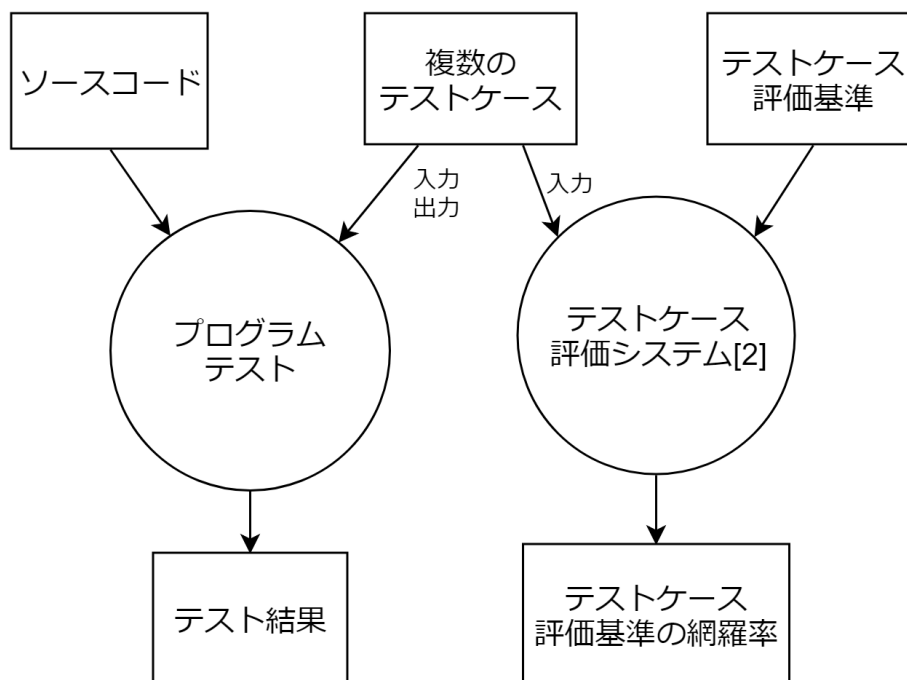 ソースコード
複数の
テストケース
テストケース
評価基準
入力
出力
入力
プログラム
テスト
テストケース
評価システム[2]
テスト結果
テストケース
評価基準の網羅率